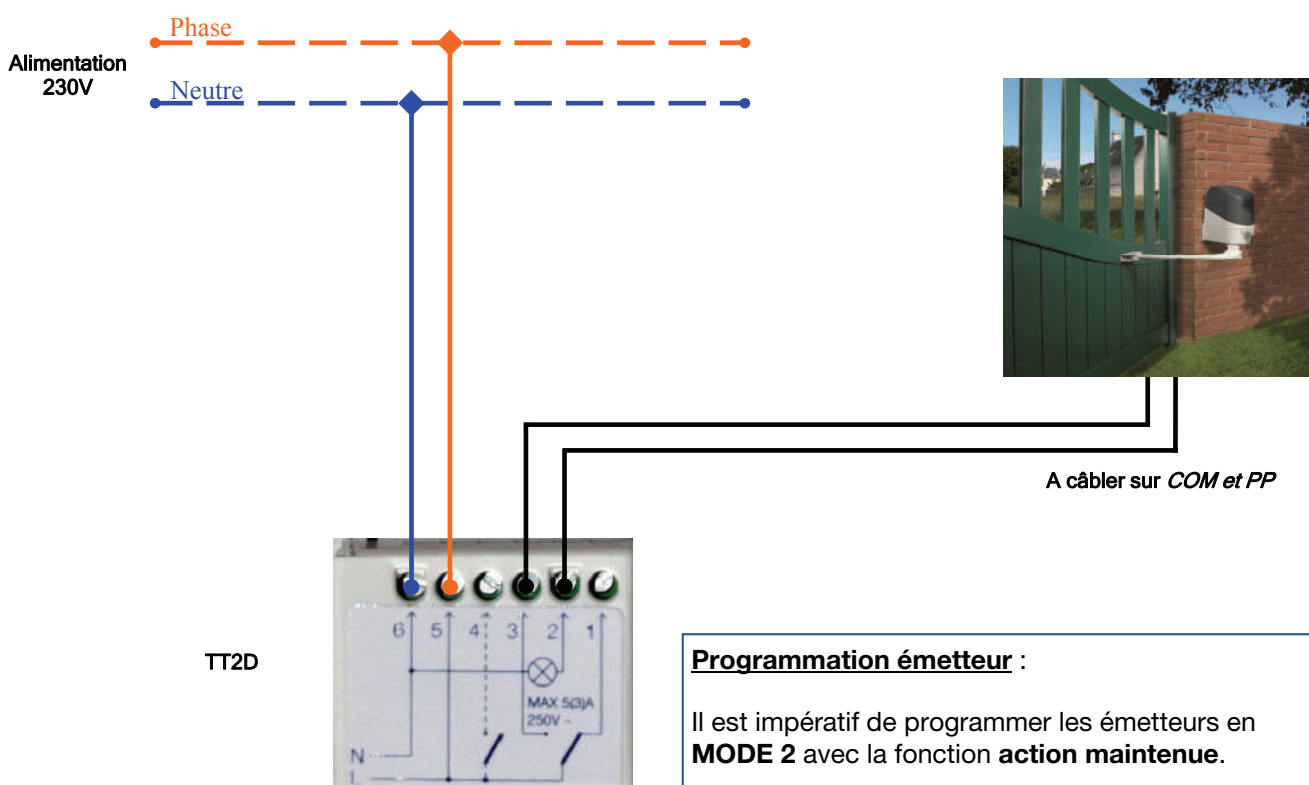 Phase
Alimentation
230V
Neutre
A câbler sur COM et PP
6 5 4 3 2 1
TT2D
MAX 5(3)A
250V ~
N
L
Programmation émetteur :
Il est impératif de programmer les émetteurs en
MODE 2 avec la fonction action maintenue.